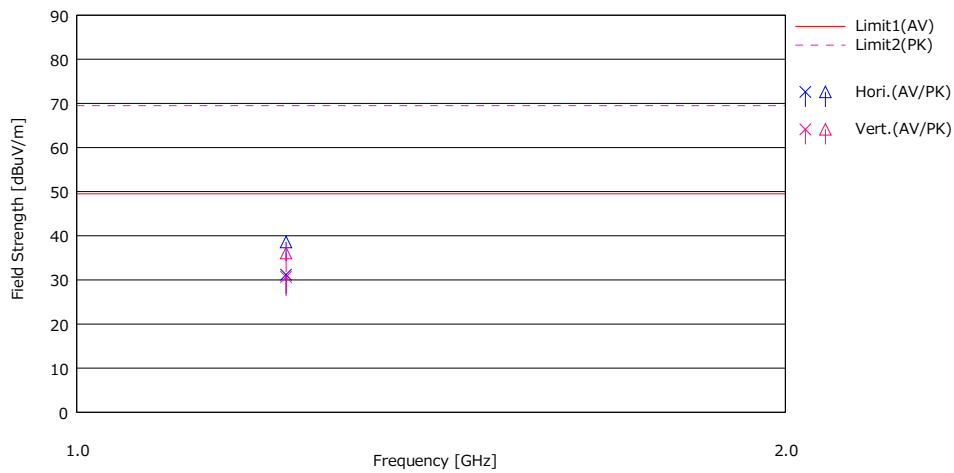 90
80
70
60
50
40
30
20
10
0
Field Strength [dBuV/m]
1.0
2.0
Frequency [GHz]
Limit1(AV)
Limit2(PK)
Hori.(AV/PK)
Vert.(AV/PK)